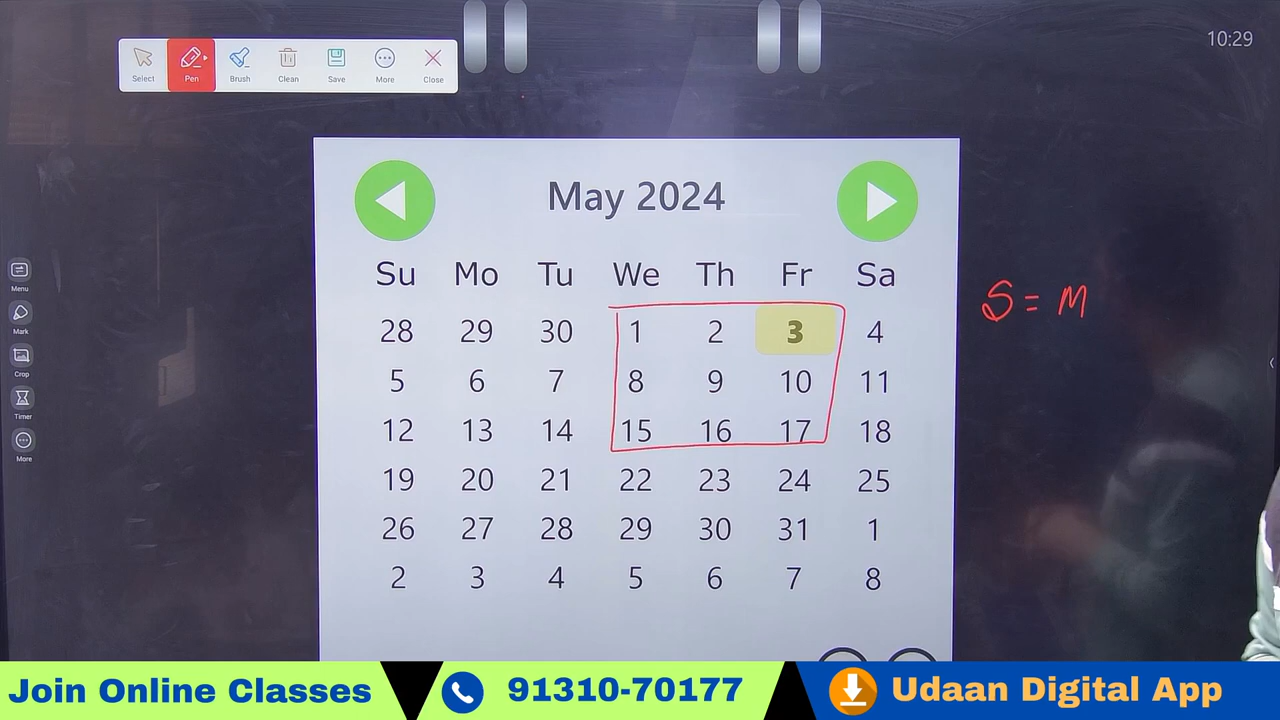 10:29
Select Pen Brush Clean Save More Close
May 2024
Su Mo Tu We Th Fr Sa
28 29 30 1 2 3 4
5 6 7 8 9 10 11
12 13 14 15 16 17 18
19 20 21 22 23 24 25
26 27 28 29 30 31 1
2 3 4 5 6 7 8
S = M
Menu
Mark
Crop
Timer
More
Join Online Classes 91310-70177 Udaan Digital App